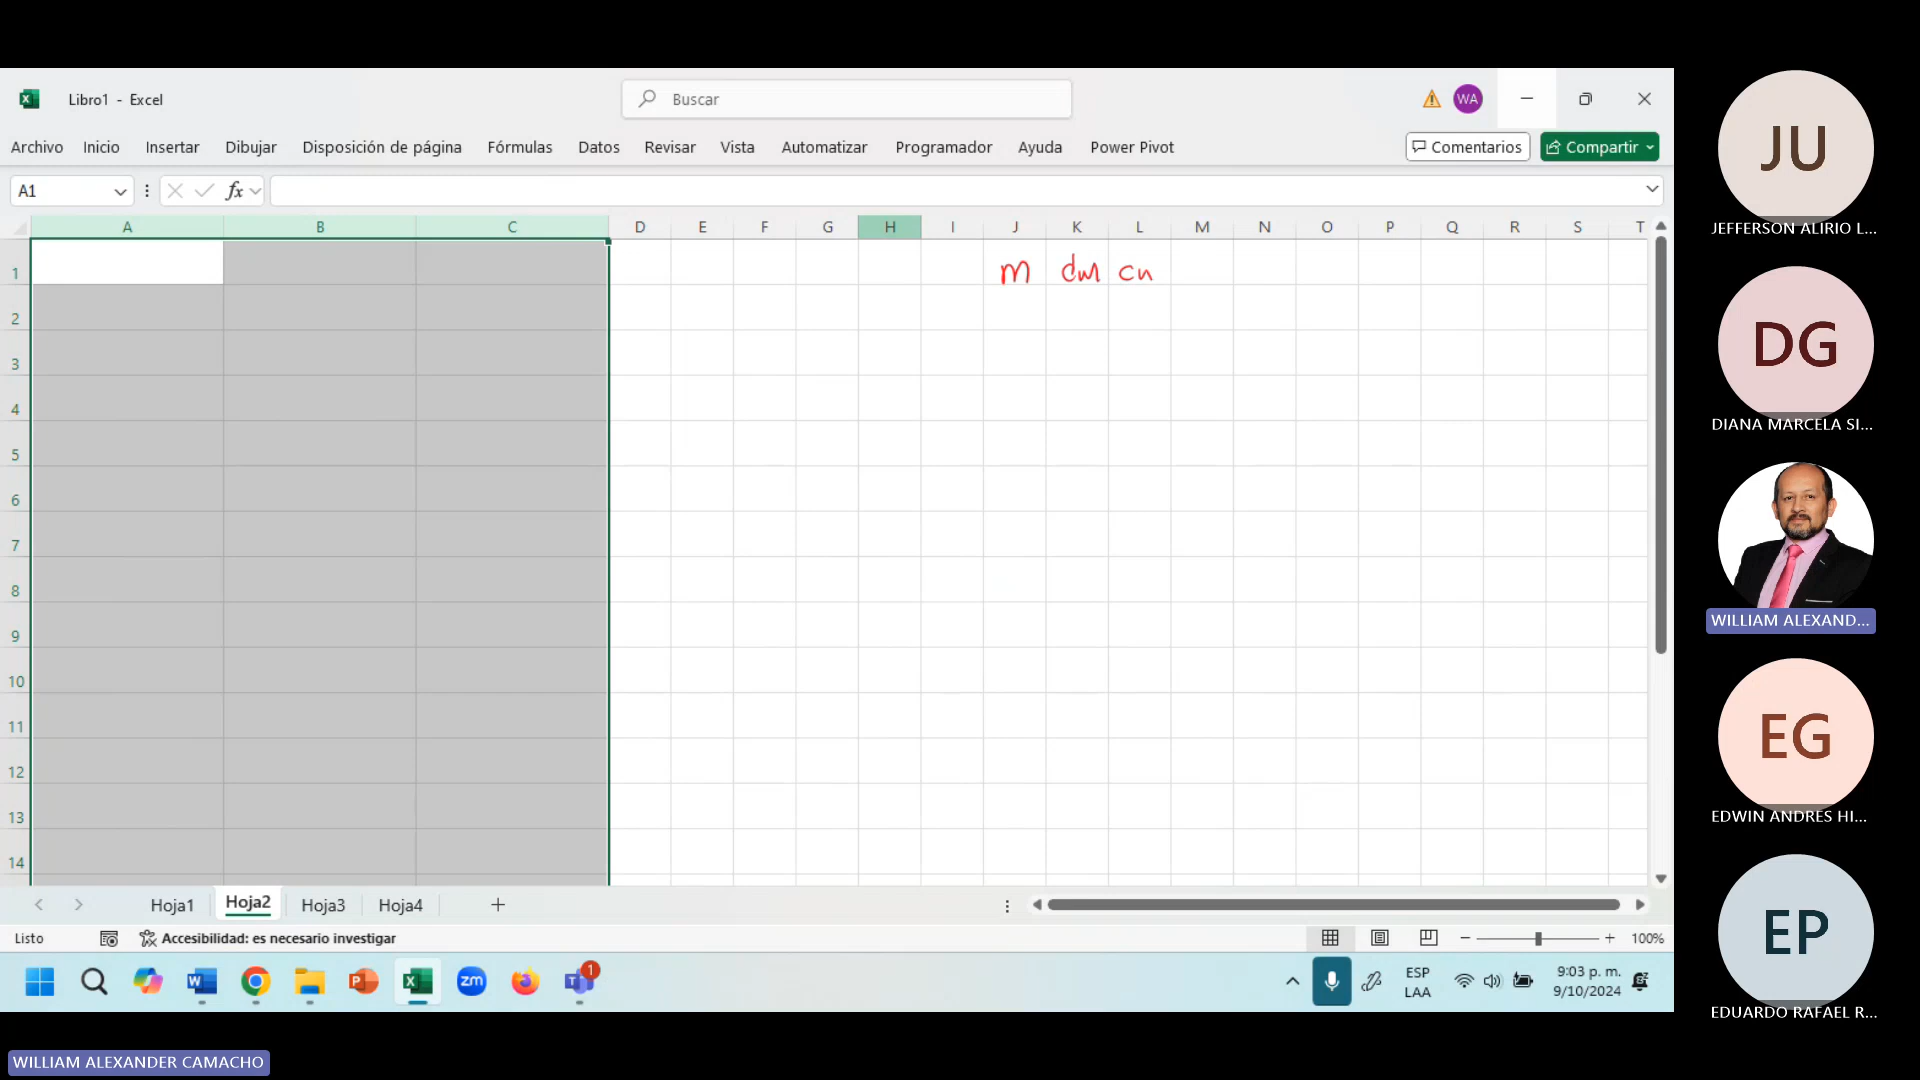 Libro1 - Excel
Buscar
WA
Archivo Inicio Insertar Dibujar Disposición de página Fórmulas Datos Revisar Vista Automatizar Programador Ayuda Power Pivot Comentarios Compartir
A1 fx
A B C D E F G H I J K L M N O P Q R S T
1 m dm cn
2
3
4
5
6
7
8
9
10
11
12
13
14
Hoja1 Hoja2 Hoja3 Hoja4
Listo Accesibilidad: es necesario investigar 100%
zm 1 ESP LAA 9:03 p. m. 9/10/2024
WILLIAM ALEXANDER CAMACHO
JU
JEFFERSON ALIRIO L...
DG
DIANA MARCELA SI...
WILLIAM ALEXAND...
EG
EDWIN ANDRES HI...
EP
EDUARDO RAFAEL R...